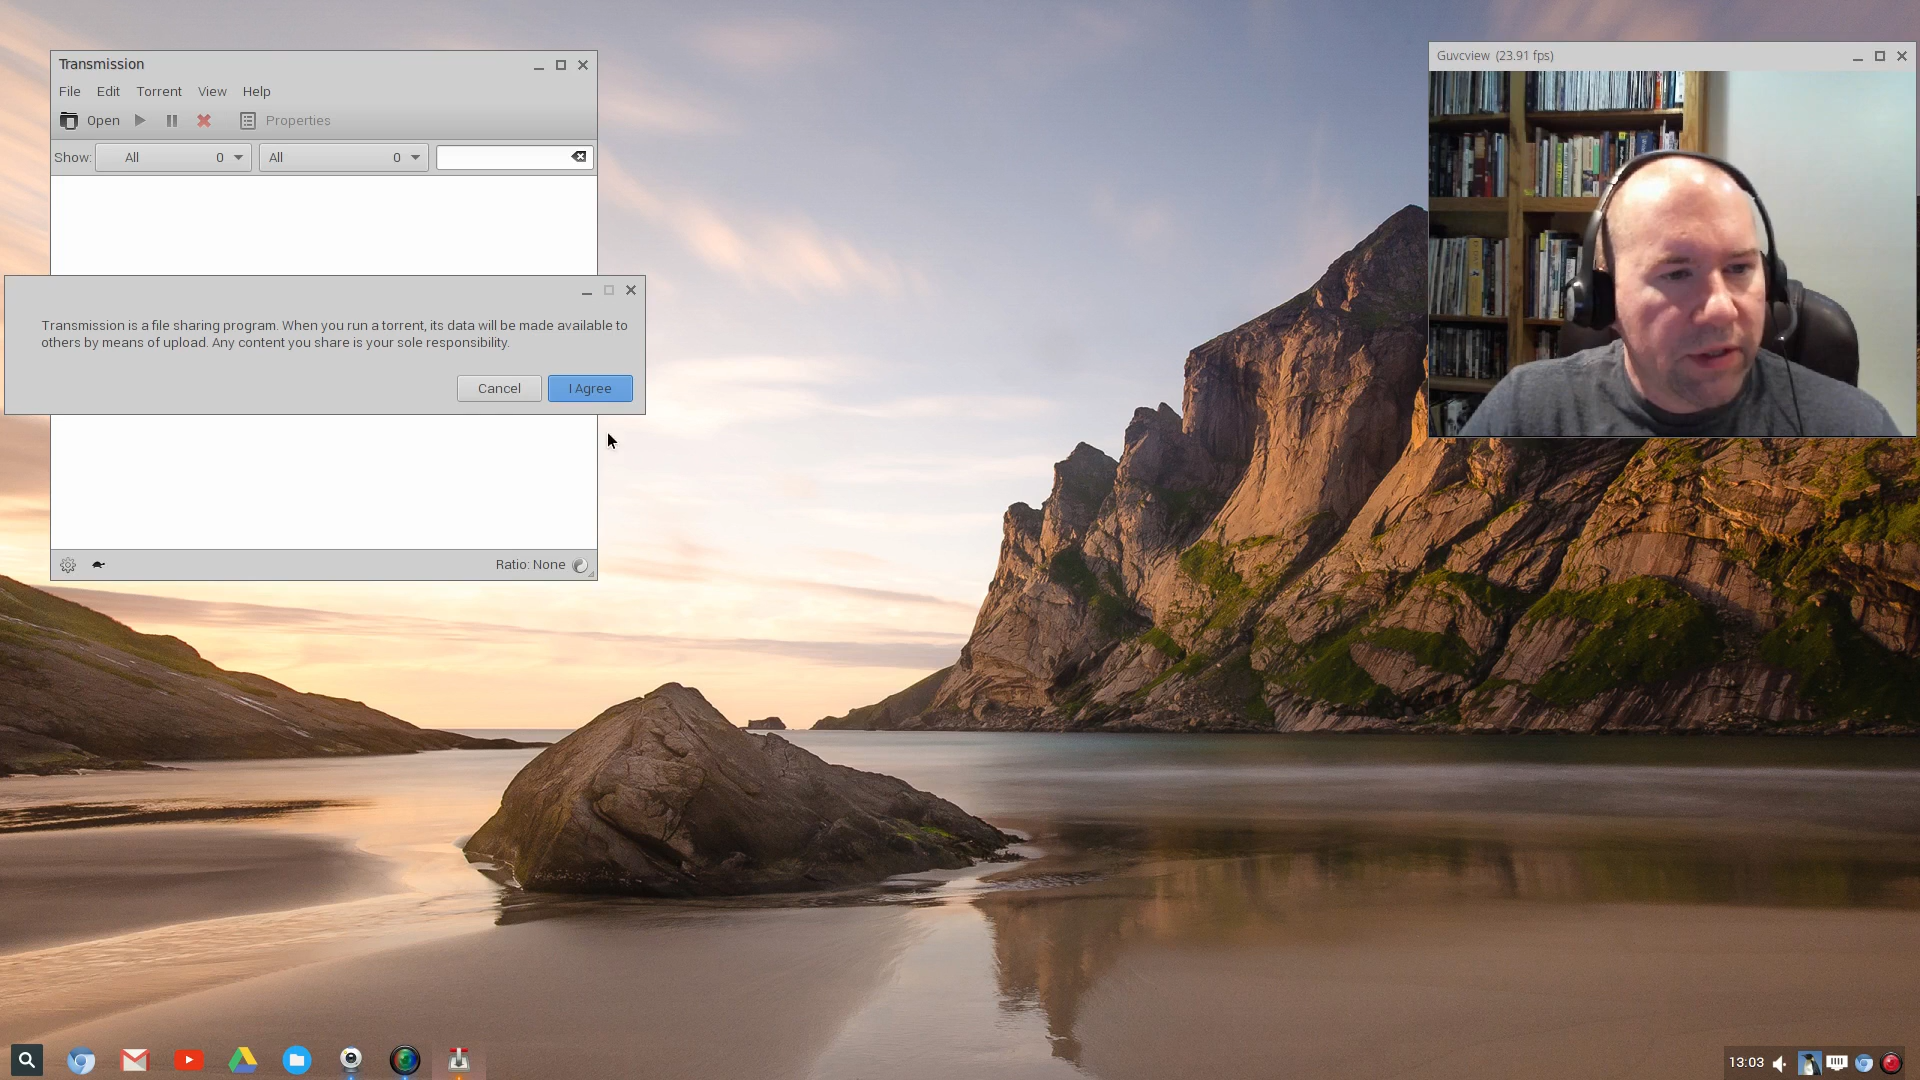 Transmission
File Edit Torrent View Help
Open Properties
Show: All 0 All 0
Transmission is a file sharing program. When you run a torrent, its data will be made available to
others by means of upload. Any content you share is your sole responsibility.
Cancel I Agree
Ratio: None
Guvcview (23.91 fps)
13:03